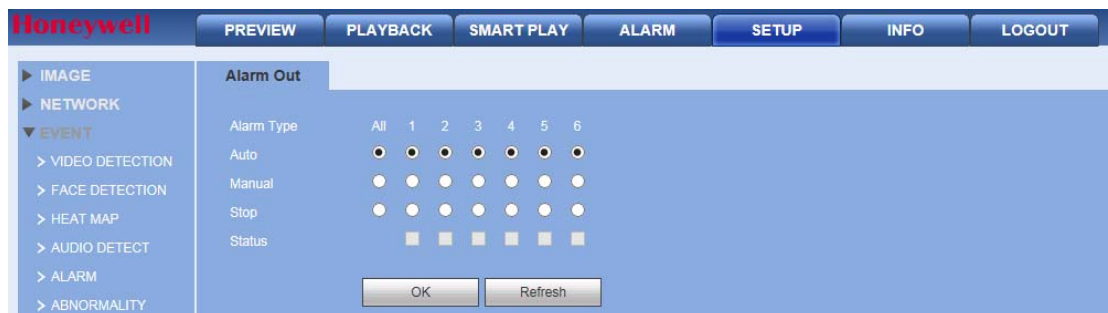 Honeywell
PREVIEW PLAYBACK SMART PLAY ALARM SETUP INFO LOGOUT
IMAGE
NETWORK
EVENT
> VIDEO DETECTION
> FACE DETECTION
> HEAT MAP
> AUDIO DETECT
> ALARM
> ABNORMALITY
Alarm Out
Alarm Type All 1 2 3 4 5 6
Auto
Manual
Stop
Status
OK Refresh